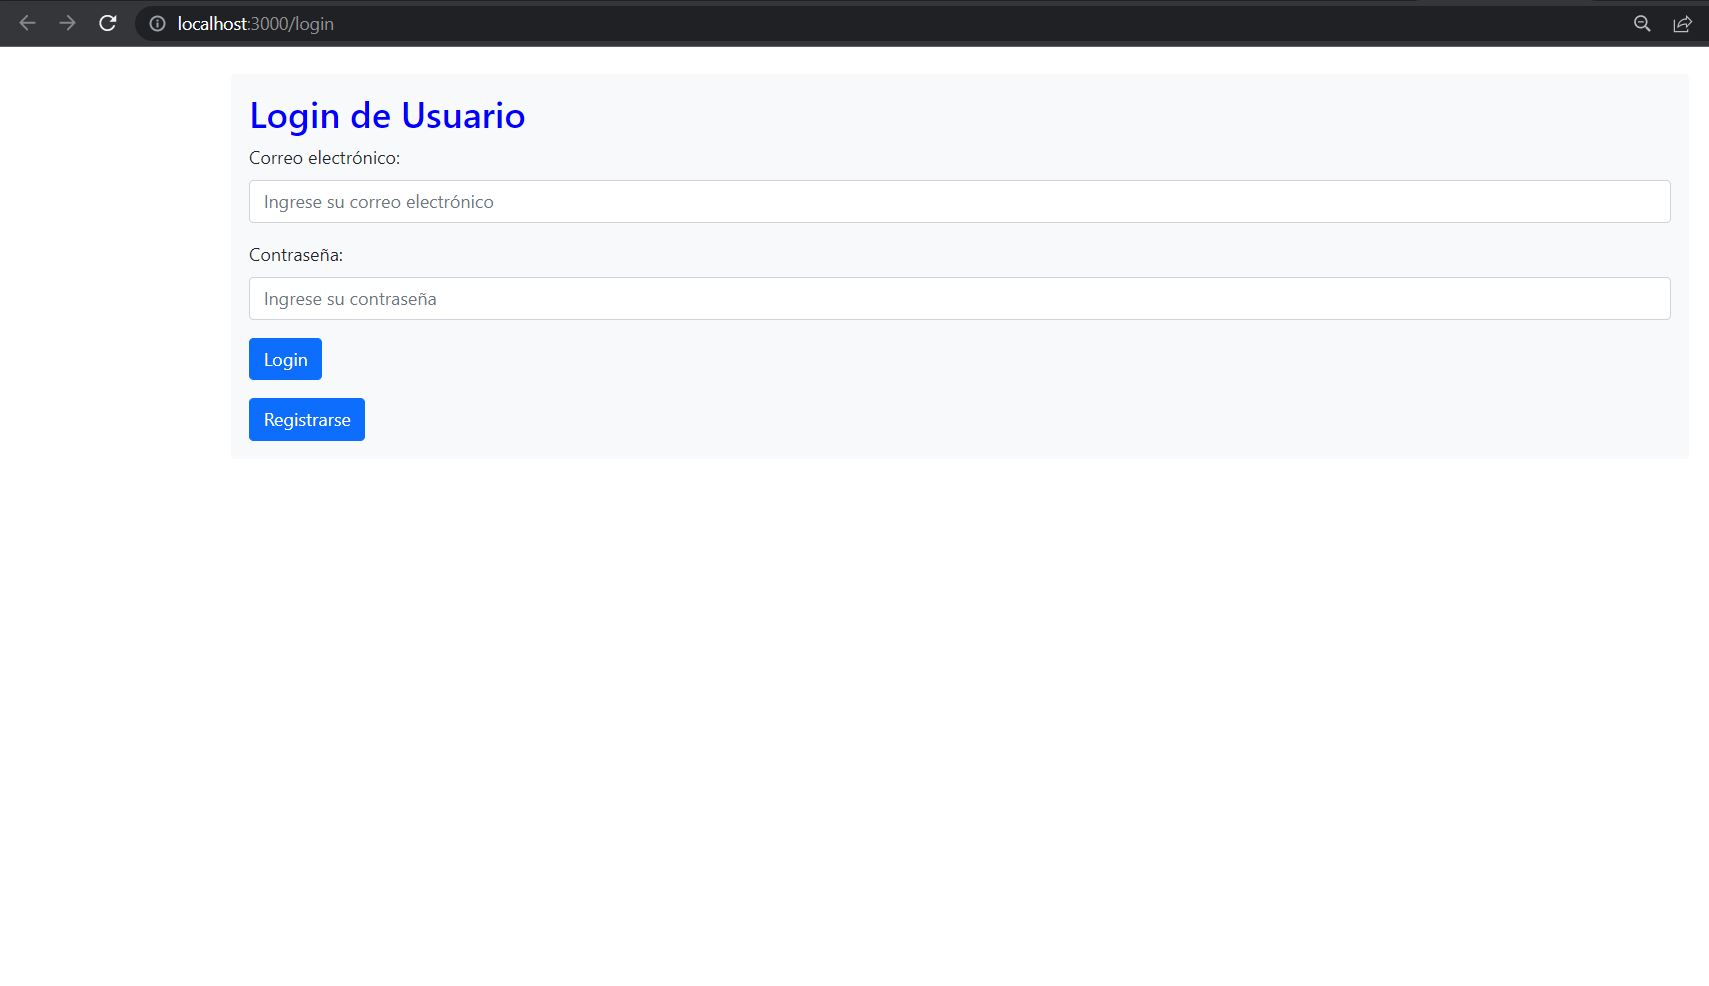 localhost:3000/login
Login de Usuario
Correo electrónico:
Ingrese su correo electrónico
Contraseña:
Ingrese su contraseña
Login
Registrarse